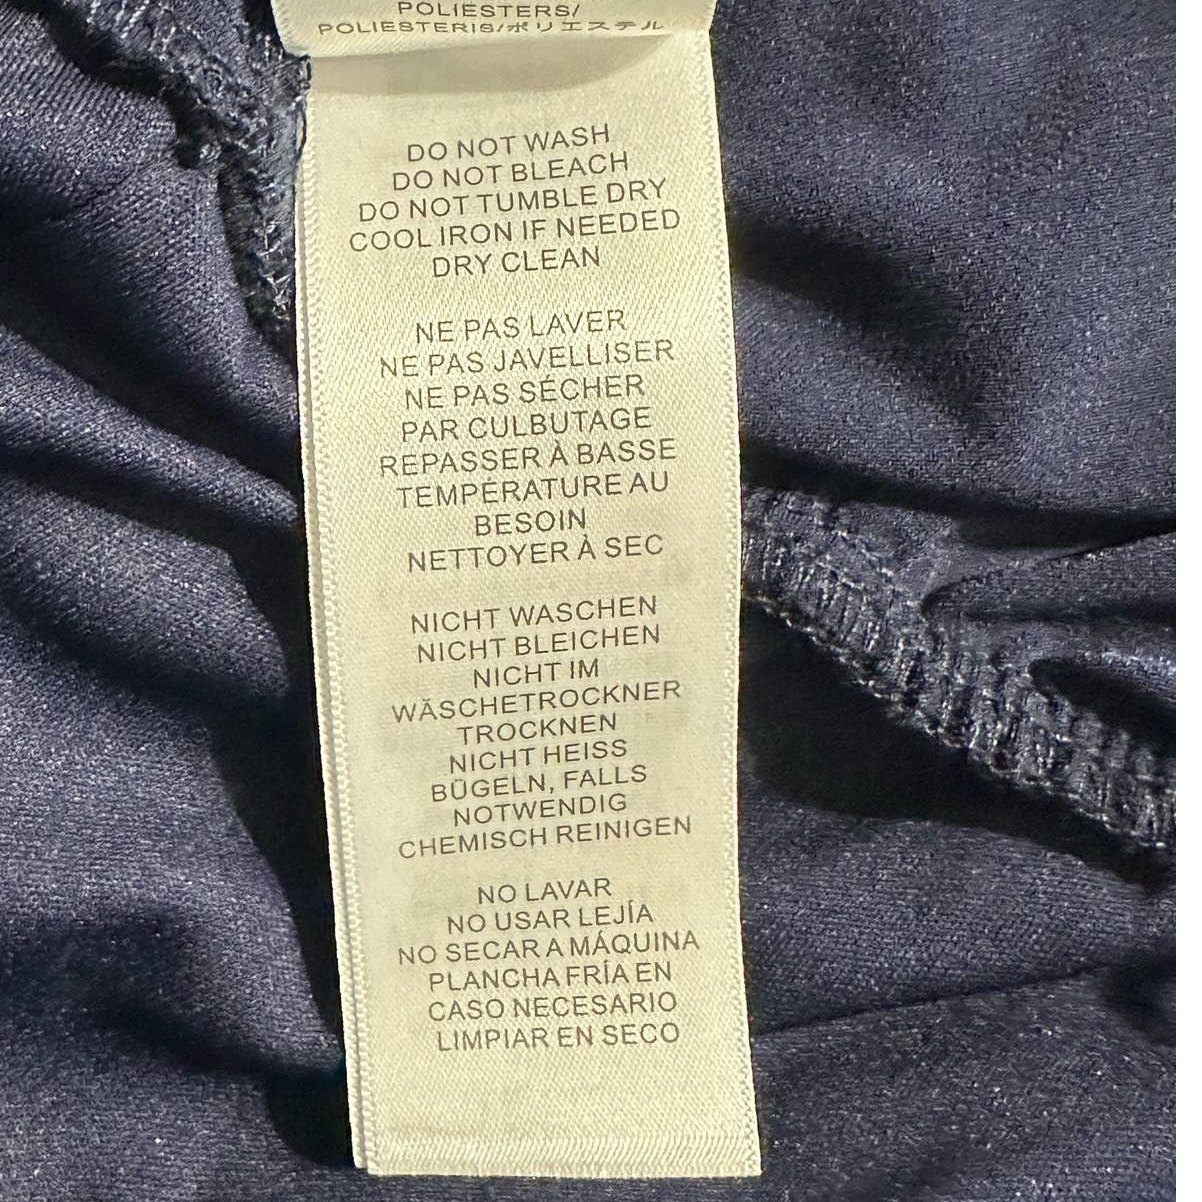 POLIESTERS/
POLIESTERIS/ポリエステル
DO NOT WASH
DO NOT BLEACH
DO NOT TUMBLE DRY
COOL IRON IF NEEDED
DRY CLEAN
NE PAS LAVER
NE PAS JAVELLISER
NE PAS SÉCHER
PAR CULBUTAGE
REPASSER À BASSE
TEMPÉRATURE AU
BESOIN
NETTOYER À SEC
NICHT WASCHEN
NICHT BLEICHEN
NICHT IM
WÄSCHETROCKNER
TROCKNEN
NICHT HEISS
BÜGELN, FALLS
NOTWENDIG
CHEMISCH REINIGEN
NO LAVAR
NO USAR LEJÍA
NO SECAR A MÁQUINA
PLANCHA FRÍA EN
CASO NECESARIO
LIMPIAR EN SECO